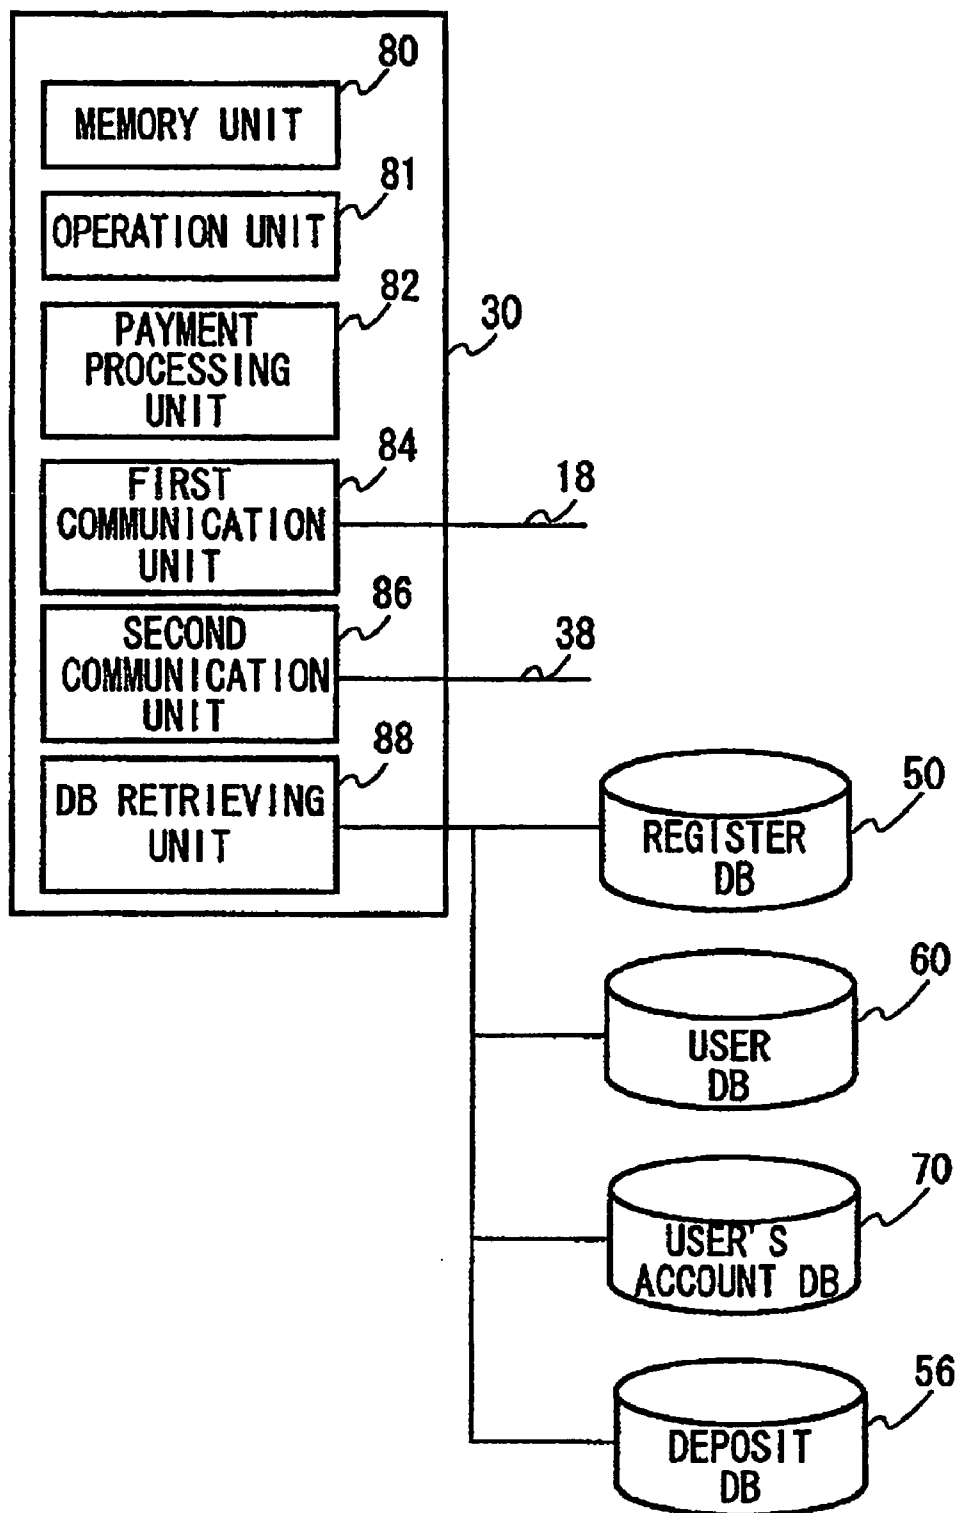 80
MEMORY UNIT
81
OPERATION UNIT
82
PAYMENT
PROCESSING
UNIT
30
84
FIRST
COMMUNICATION
UNIT
18
86
SECOND
COMMUNICATION
UNIT
38
88
DB RETRIEVING
UNIT
50
REGISTER
DB
60
USER
DB
70
USER'S
ACCOUNT DB
56
DEPOSIT
DB